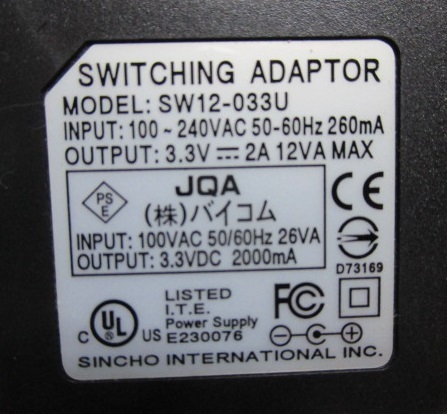 SWITCHING ADAPTOR
MODEL: SW12-033U
INPUT: 100 ~ 240VAC 50-60Hz 260mA
OUTPUT: 3.3V ⎓ 2A 12VA MAX
PS
E
JQA
(株)バイコム
INPUT: 100VAC 50/60Hz 26VA
OUTPUT: 3.3VDC 2000mA
CE
D73169
C UL US
LISTED
I.T.E.
Power Supply
E230076
FC
SINCHO INTERNATIONAL INC.